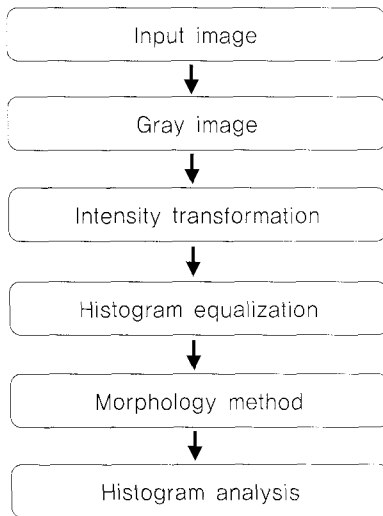 Input image
Gray image
Intensity transformation
Histogram equalization
Morphology method
Histogram analysis